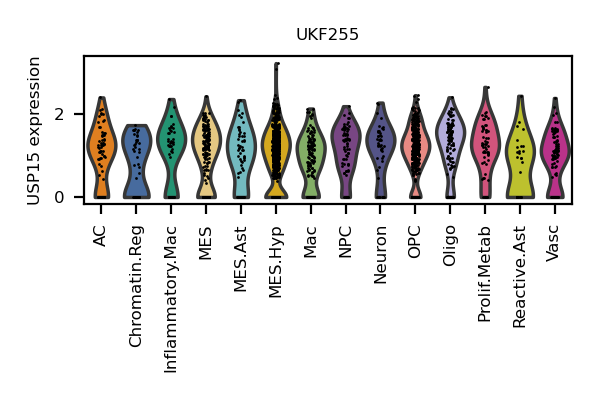 UKF255
USP15 expression
2
0
AC
Chromatin.Reg
Inflammatory.Mac
MES
MES.Ast
MES.Hyp
Mac
NPC
Neuron
OPC
Oligo
Prolif.Metab
Reactive.Ast
Vasc